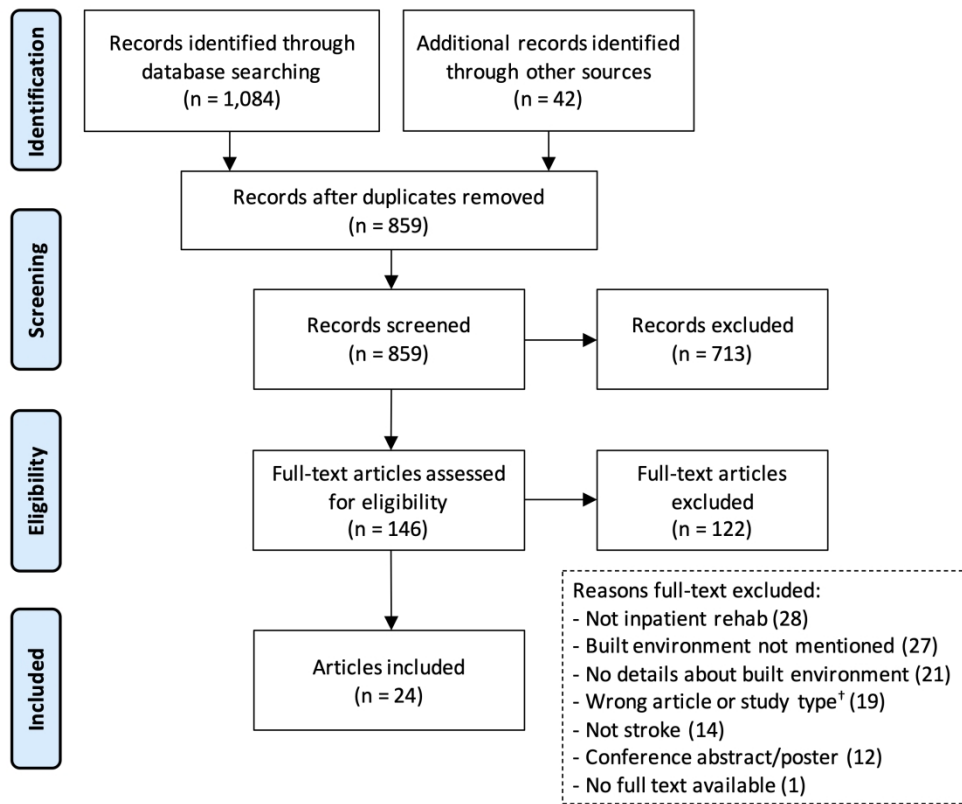 Identification
Records identified through
database searching
(n = 1,084)
Additional records identified
through other sources
(n = 42)
Records after duplicates removed
(n = 859)
Screening
Records screened
(n = 859)
Records excluded
(n = 713)
Eligibility
Full-text articles assessed
for eligibility
(n = 146)
Full-text articles
excluded
(n = 122)
Included
Articles included
(n = 24)
Reasons full-text excluded:
- Not inpatient rehab (28)
- Built environment not mentioned (27)
- No details about built environment (21)
- Wrong article or study type† (19)
- Not stroke (14)
- Conference abstract/poster (12)
- No full text available (1)